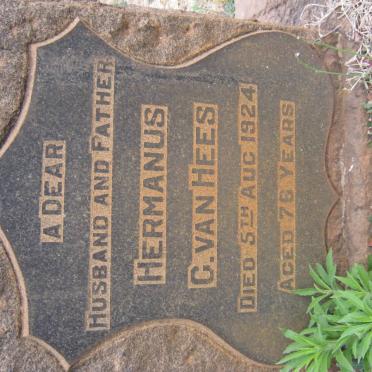 A DEAR
HUSBAND AND FATHER
HERMANUS
C. VAN HEES
DIED 5TH AUG 1924
AGED 76 YEARS